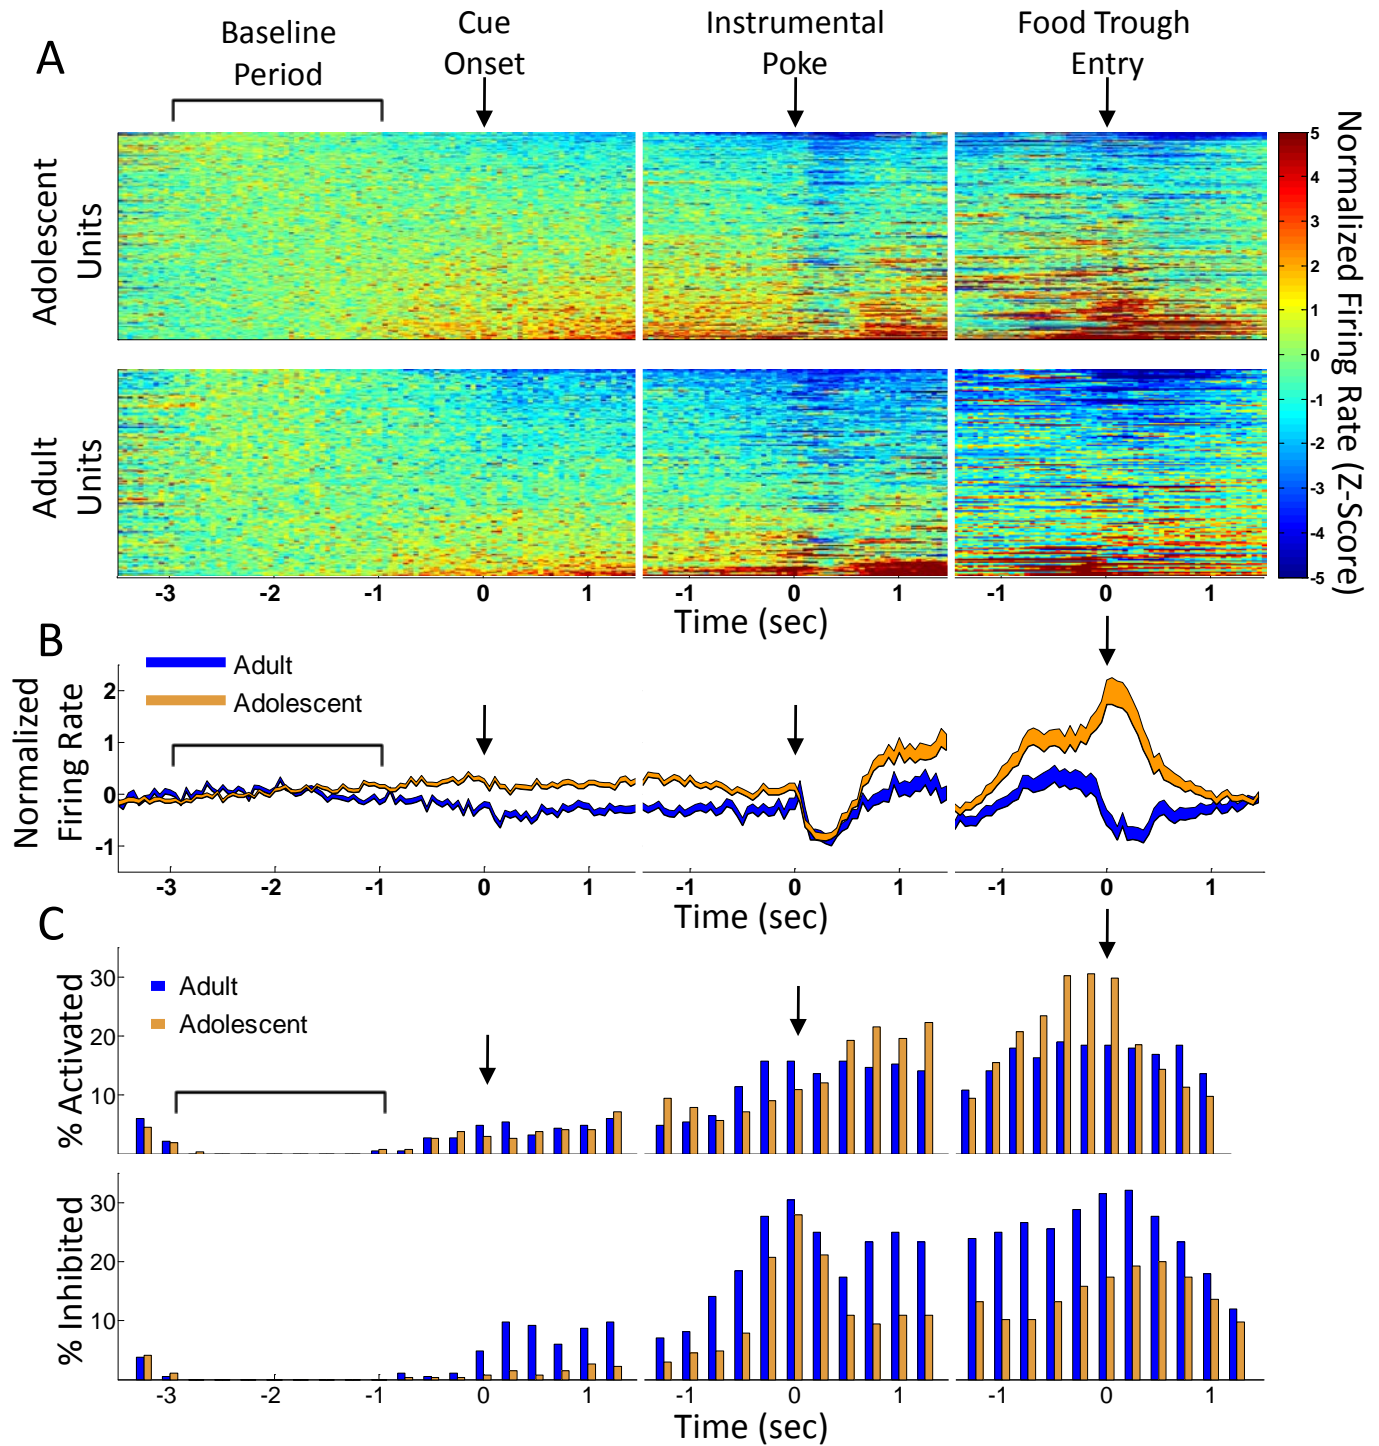 A
Baseline
Period
Cue
Onset
Instrumental
Poke
Food Trough
Entry
Adolescent
Units
Adult
Units
5
4
3
2
1
0
-1
-2
-3
-4
-5
Normalized Firing Rate (Z-Score)
-3 -2 -1 0 1 -1 0 1 -1 0 1
Time (sec)
B
Adult
Adolescent
Normalized
Firing Rate
2
1
0
-1
-3 -2 -1 0 1 -1 0 1 -1 0 1
Time (sec)
C
Adult
Adolescent
% Activated
30
20
10
% Inhibited
30
20
10
-3 -2 -1 0 1 -1 0 1 -1 0 1
Time (sec)